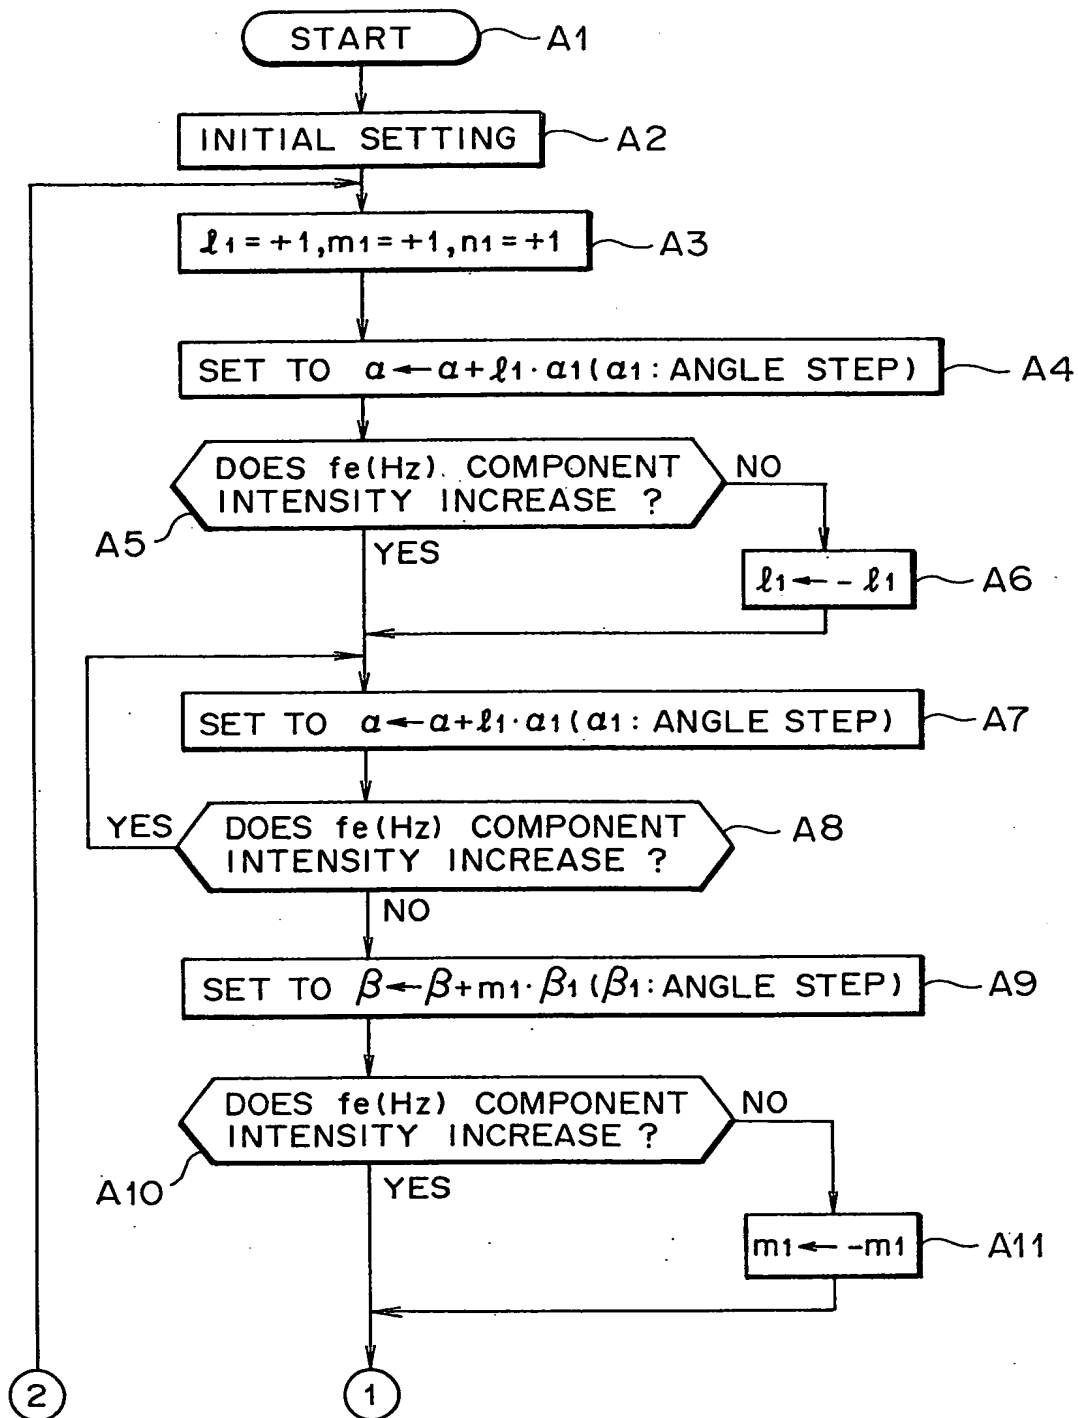 START A1
INITIAL SETTING A2
ℓ1=+1,m1=+1,n1=+1 A3
SET TO α←α+ℓ1·α1(α1:ANGLE STEP) A4
DOES fe(Hz). COMPONENT
INTENSITY INCREASE ?
NO
A5
YES
ℓ1←-ℓ1 A6
SET TO α←α+ℓ1·α1(α1:ANGLE STEP) A7
YES
DOES fe(Hz) COMPONENT
INTENSITY INCREASE ?
A8
NO
SET TO β←β+m1·β1(β1:ANGLE STEP) A9
DOES fe(Hz) COMPONENT
INTENSITY INCREASE ?
NO
A10
YES
m1←-m1 A11
2
1